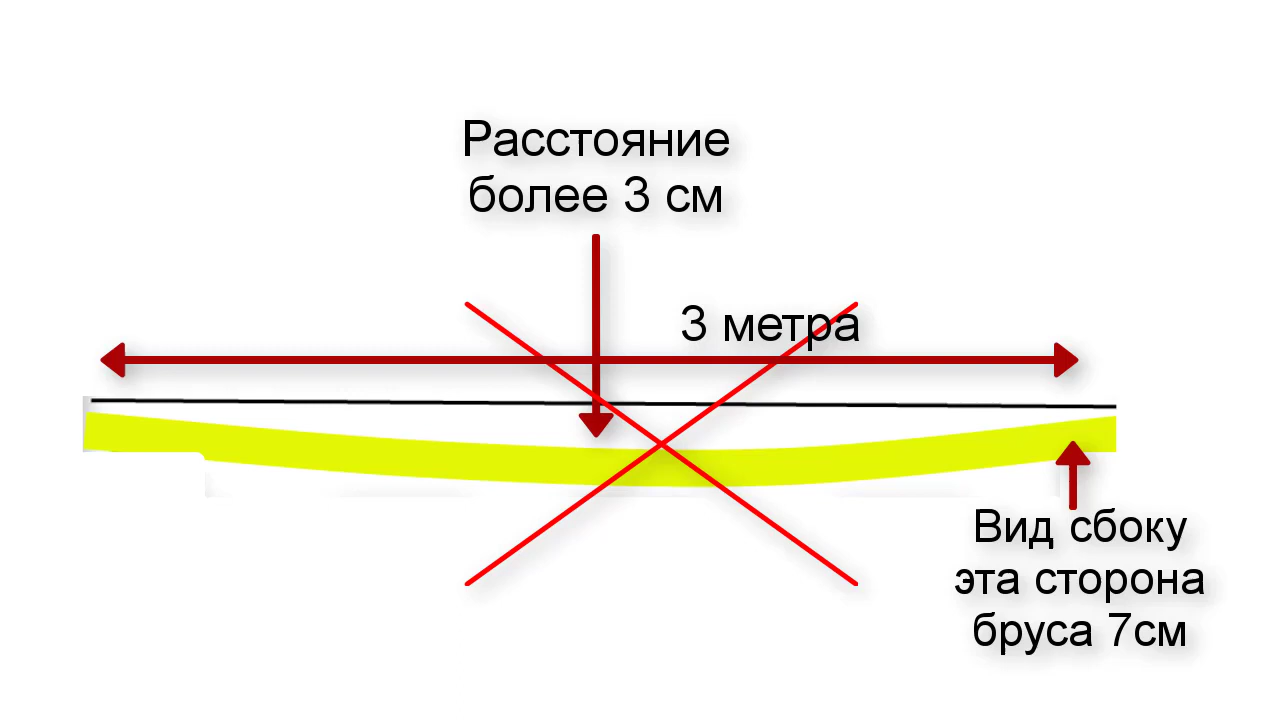 Расстояние
более 3 см
3 метра
Вид сбоку
эта сторона
бруса 7см